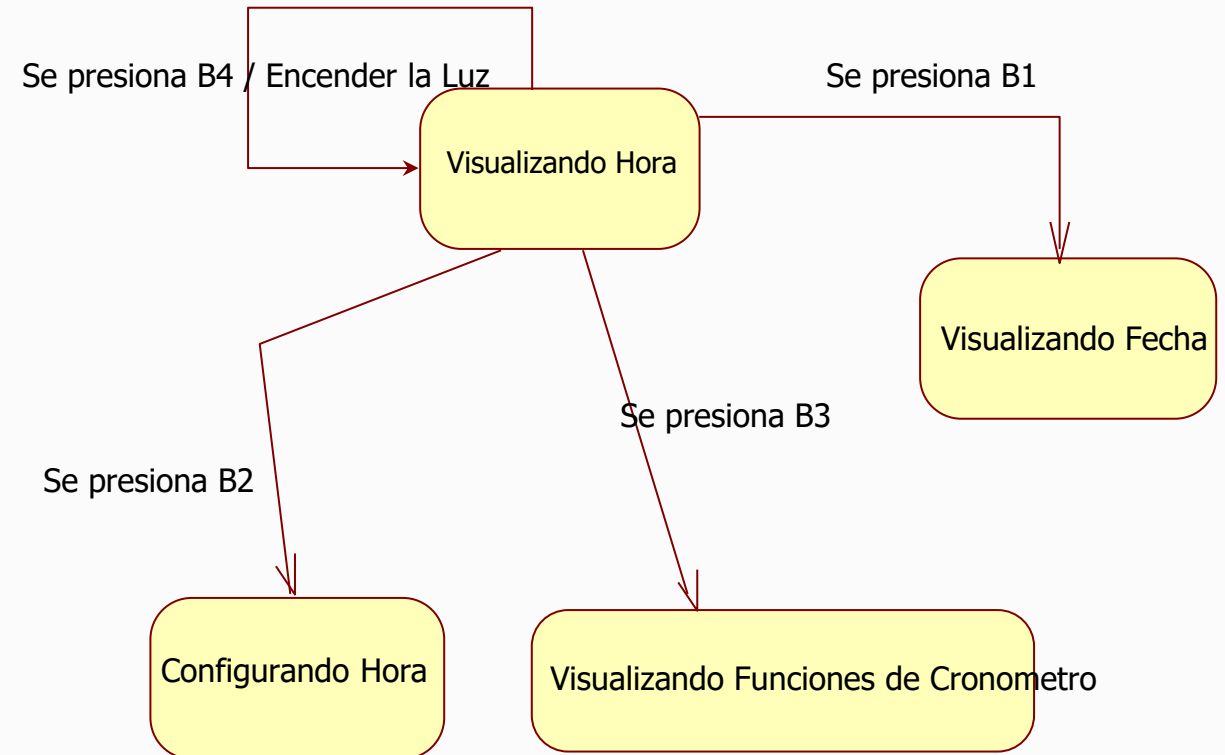 Se presiona B4 / Encender la Luz
Se presiona B1
Visualizando Hora
Visualizando Fecha
Se presiona B3
Se presiona B2
Configurando Hora
Visualizando Funciones de Cronometro